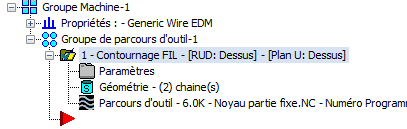 Groupe Machine-1
Propriétés : - Generic Wire EDM
Groupe de parcours d'outil-1
1 - Contournage FIL - [RUD: Dessus] - [Plan U: Dessus]
Paramètres
Géométrie - (2) chaine(s)
Parcours d'outil - 6.0K - Noyau partie fixe.NC - Numéro Programm